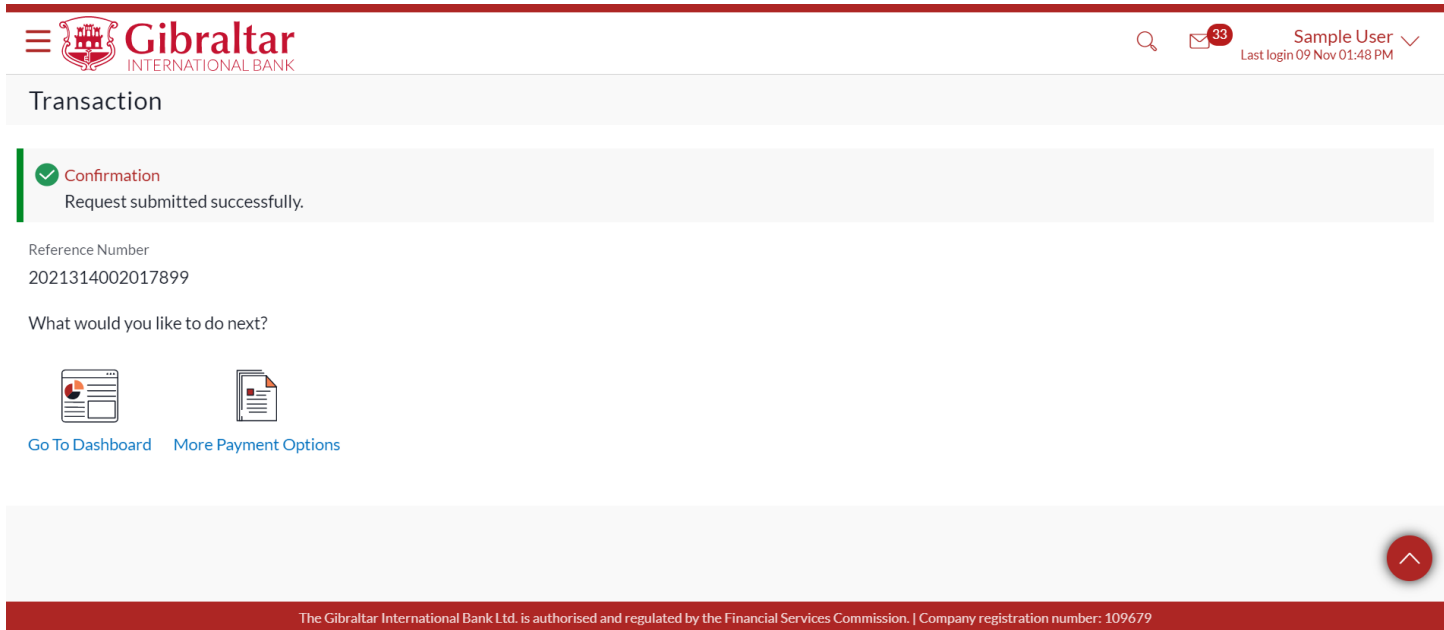 Gibraltar
INTERNATIONAL BANK
33
Sample User
Last login 09 Nov 01:48 PM
Transaction
Confirmation
Request submitted successfully.
Reference Number
2021314002017899
What would you like to do next?
Go To Dashboard More Payment Options
The Gibraltar International Bank Ltd. is authorised and regulated by the Financial Services Commission. | Company registration number: 109679